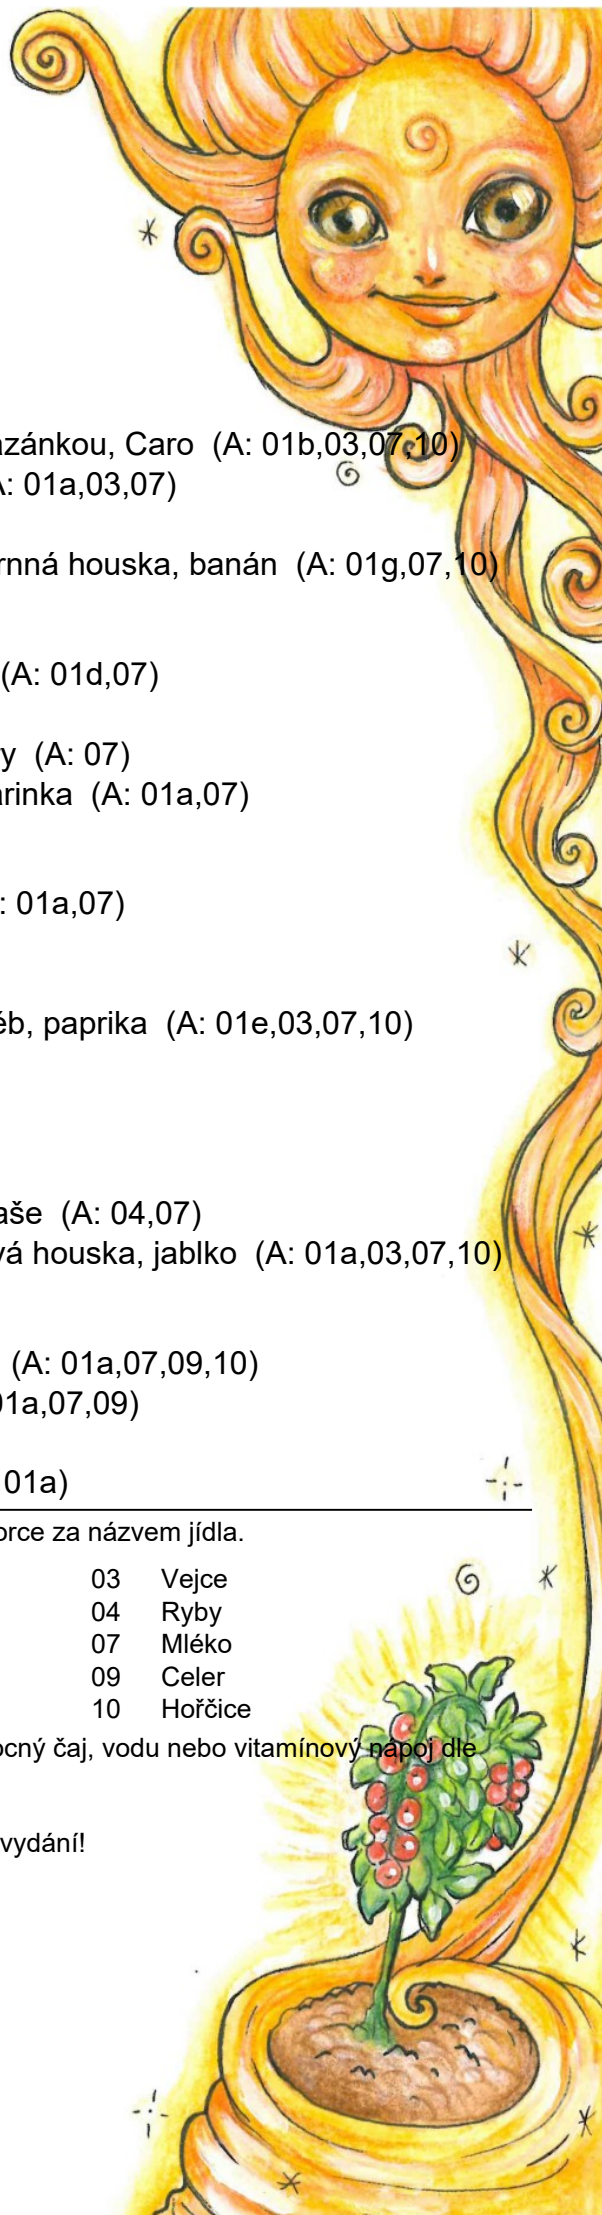 azánkou, Caro (A: 01b,03,07,10)
A: 01a,03,07)
rnná houska, banán (A: 01g,07,10)
(A: 01d,07)
ry (A: 07)
arinka (A: 01a,07)
: 01a,07)
éb, paprika (A: 01e,03,07,10)
aše (A: 04,07)
vá houska, jablko (A: 01a,03,07,10)
(A: 01a,07,09,10)
01a,07,09)
01a)
orce za názvem jídla.
03 Vejce
04 Ryby
07 Mléko
09 Celer
10 Hořčice
ocný čaj, vodu nebo vitamínový nápoj dle
vydání!